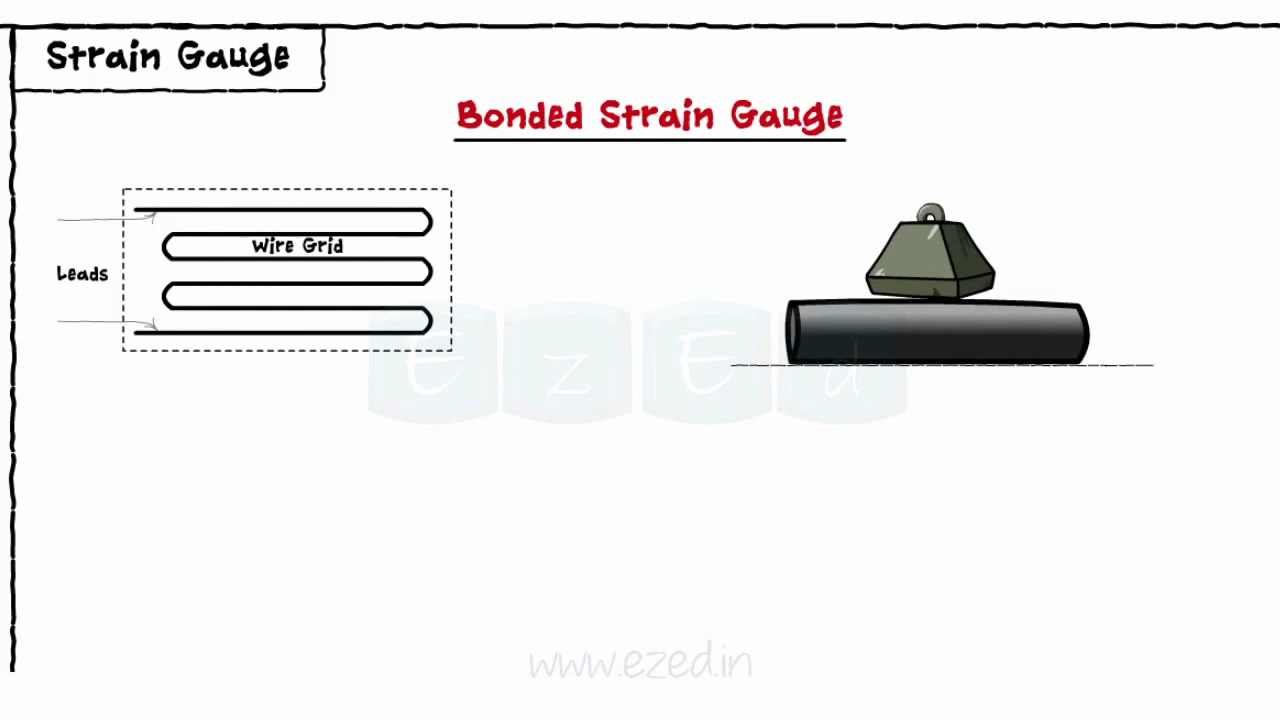 Strain Gauge
Bonded Strain Gauge
Wire Grid
Leads
E z E d
www.ezed.in